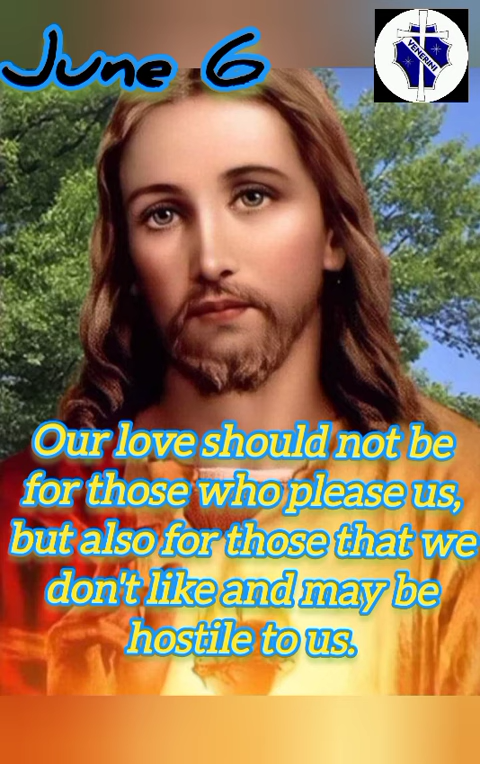 June 6
VENERINI
Our love should not be
for those who please us,
but also for those that we
don't like and may be
hostile to us.